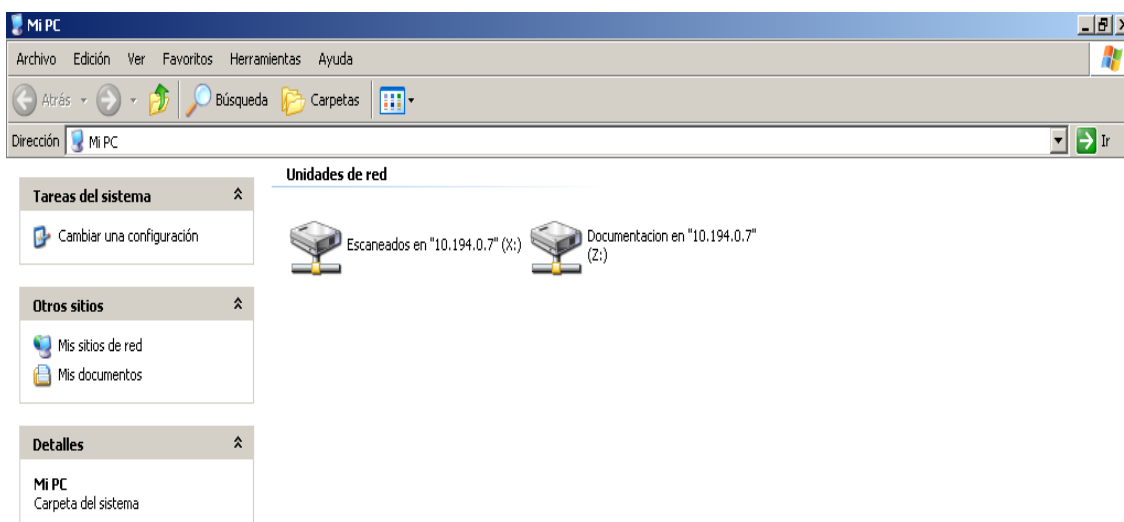 Mi PC
Archivo Edición Ver Favoritos Herramientas Ayuda
Atrás Búsqueda Carpetas
Dirección Mi PC Ir
Tareas del sistema
Cambiar una configuración
Otros sitios
Mis sitios de red
Mis documentos
Detalles
Mi PC
Carpeta del sistema
Unidades de red
Escaneados en "10.194.0.7" (X:)
Documentacion en "10.194.0.7"
(Z:)